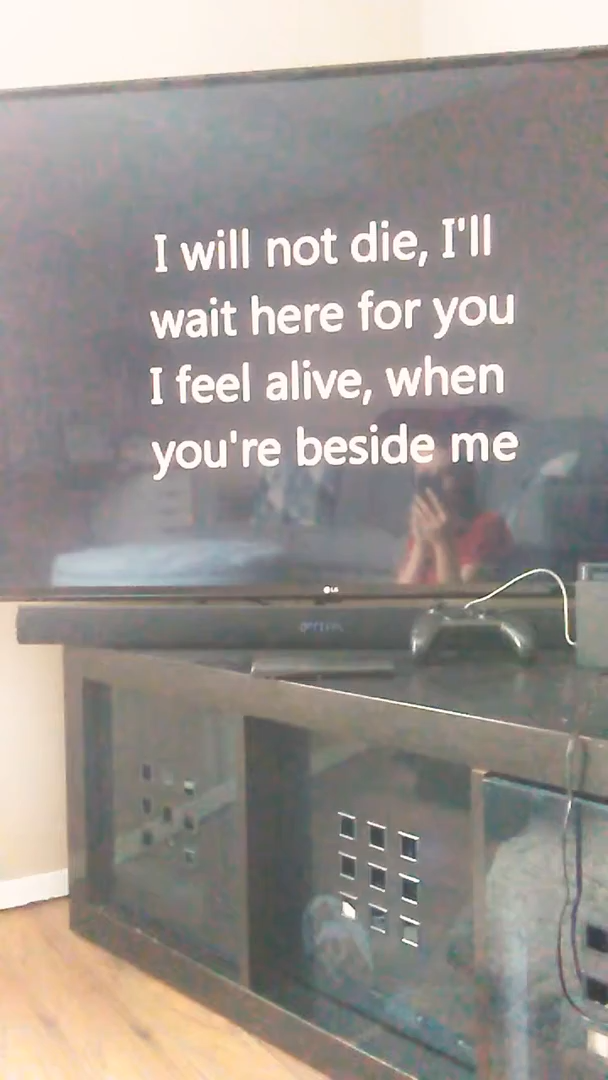 I will not die, I'll
wait here for you
I feel alive, when
you're beside me
LG